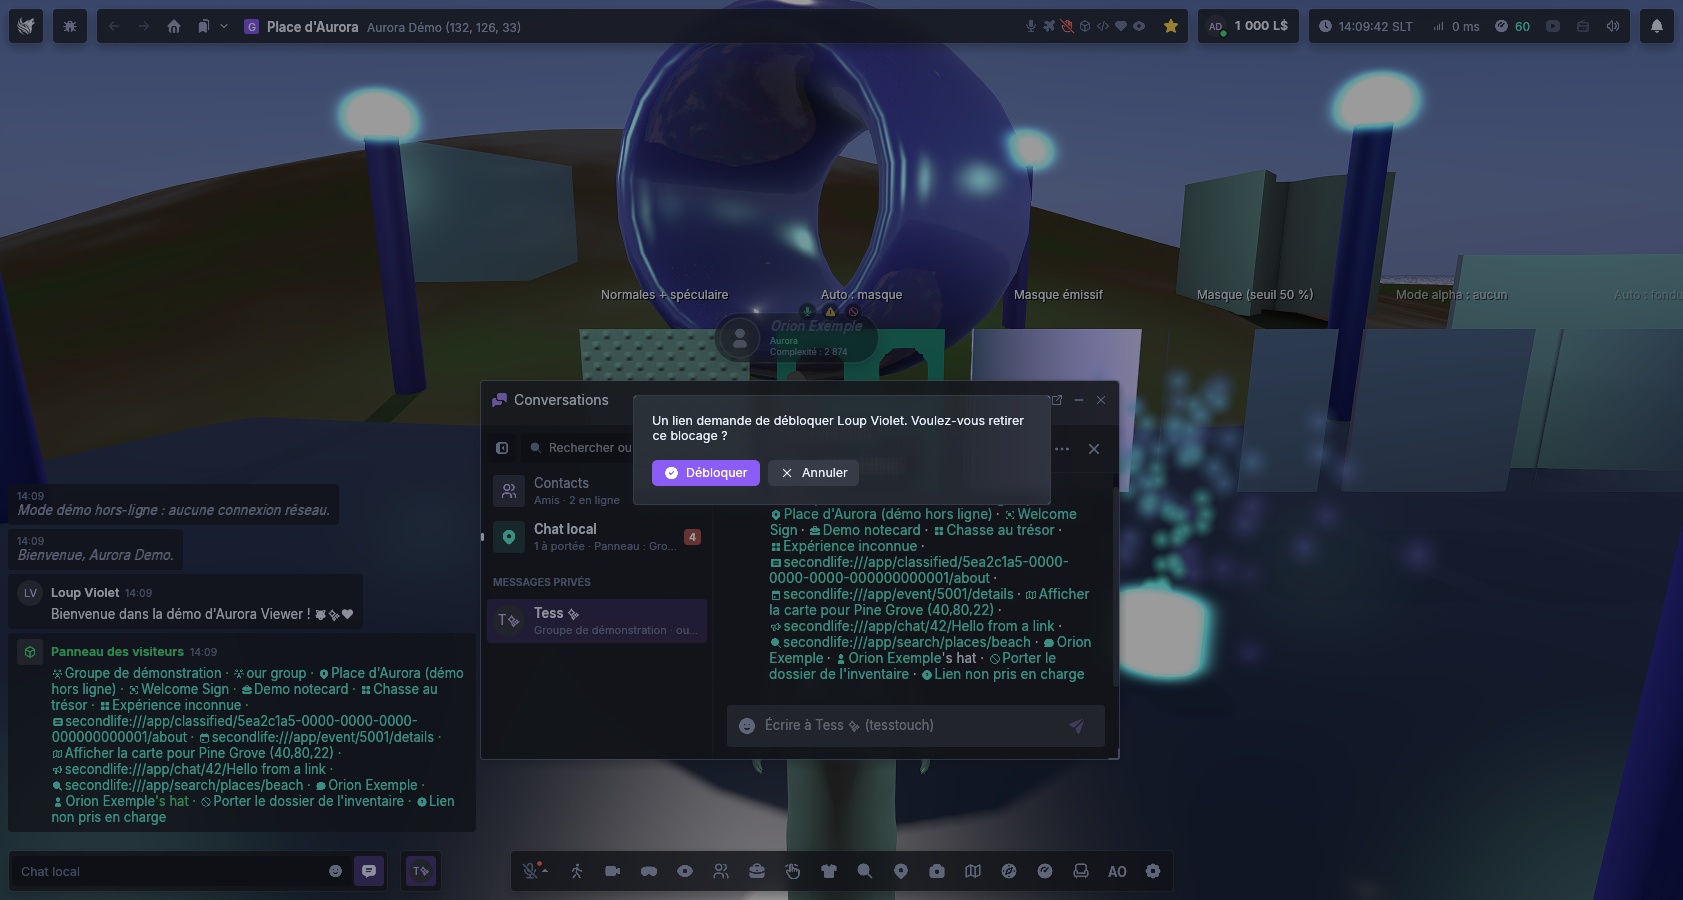 Place d'Aurora Aurora Démo (132, 126, 33)
AD 1 000 L$
14:09:42 SLT 0 ms 60
Normales + spéculaire
Auto : masque
Masque émissif
Masque (seuil 50 %)
Mode alpha : aucun
Auto : fondu
Orion Exemple
Aurora
Complexité : 2 874
Conversations
Un lien demande de débloquer Loup Violet. Voulez-vous retirer
ce blocage ?
Débloquer
Annuler
Rechercher ou
Contacts
Amis · 2 en ligne
Chat local
1 à portée · Panneau : Gro...
4
MESSAGES PRIVÉS
Tess
Groupe de démonstration · ou...
Place d'Aurora (démo hors ligne) · Welcome
Sign · Demo notecard · Chasse au trésor ·
Expérience inconnue ·
secondlife:///app/classified/5ea2c1a5-0000-
0000-0000-000000000001/about ·
secondlife:///app/event/5001/details · Afficher
la carte pour Pine Grove (40,80,22) ·
secondlife:///app/chat/42/Hello from a link ·
secondlife:///app/search/places/beach · Orion
Exemple · Orion Exemple's hat · Porter le
dossier de l'inventaire · Lien non pris en charge
Écrire à Tess (tesstouch)
14:09
Mode démo hors-ligne : aucune connexion réseau.
14:09
Bienvenue, Aurora Demo.
LV Loup Violet 14:09
Bienvenue dans la démo d'Aurora Viewer !
Panneau des visiteurs 14:09
Groupe de démonstration · our group · Place d'Aurora (démo
hors ligne) · Welcome Sign · Demo notecard · Chasse au
trésor · Expérience inconnue ·
secondlife:///app/classified/5ea2c1a5-0000-0000-0000-
000000000001/about · secondlife:///app/event/5001/details ·
Afficher la carte pour Pine Grove (40,80,22) ·
secondlife:///app/chat/42/Hello from a link ·
secondlife:///app/search/places/beach · Orion Exemple ·
Orion Exemple's hat · Porter le dossier de l'inventaire · Lien
non pris en charge
Chat local
T
AO